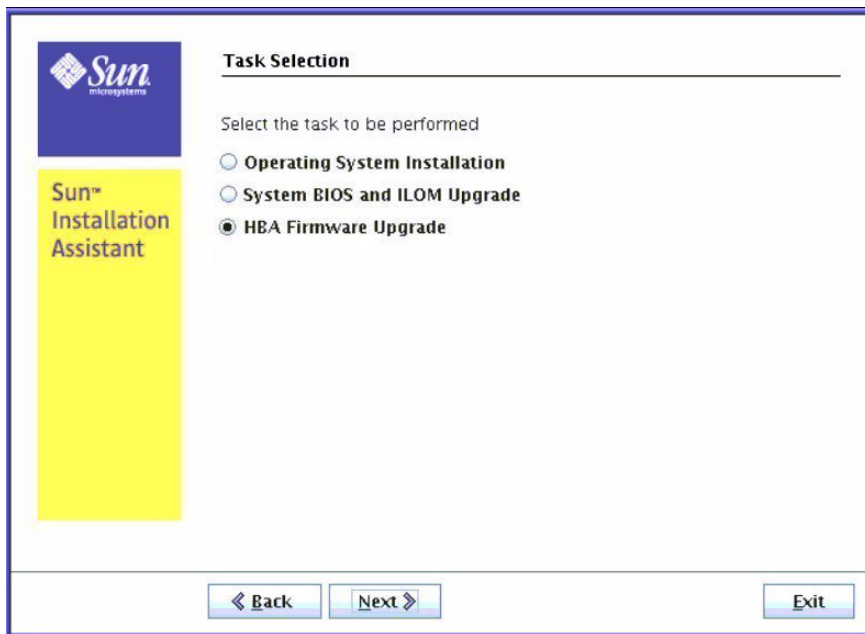 Sun
microsystems
Sun™
Installation
Assistant
Task Selection
Select the task to be performed
Operating System Installation
System BIOS and ILOM Upgrade
HBA Firmware Upgrade
Back
Next
Exit